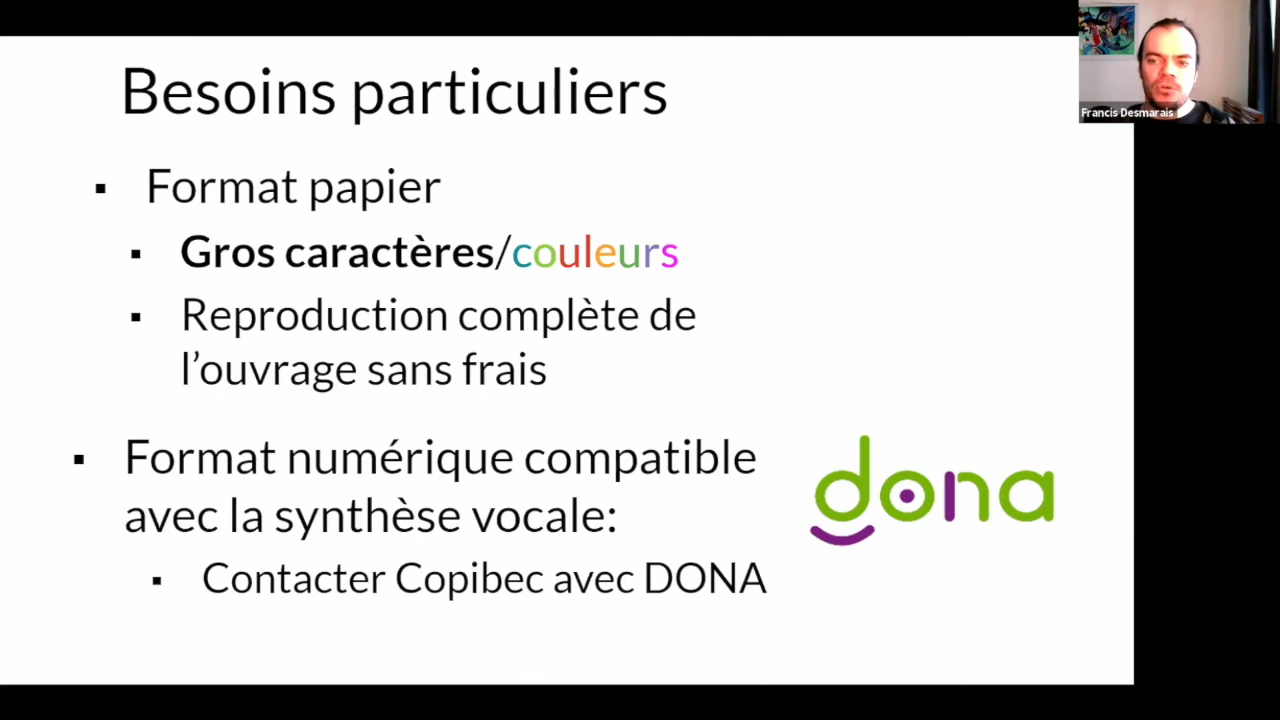 Besoins particuliers
Francis Desmarais
▪ Format papier
▪ Gros caractères/couleurs
▪ Reproduction complète de
l’ouvrage sans frais
▪ Format numérique compatible
avec la synthèse vocale:
dona
▪ Contacter Copibec avec DONA